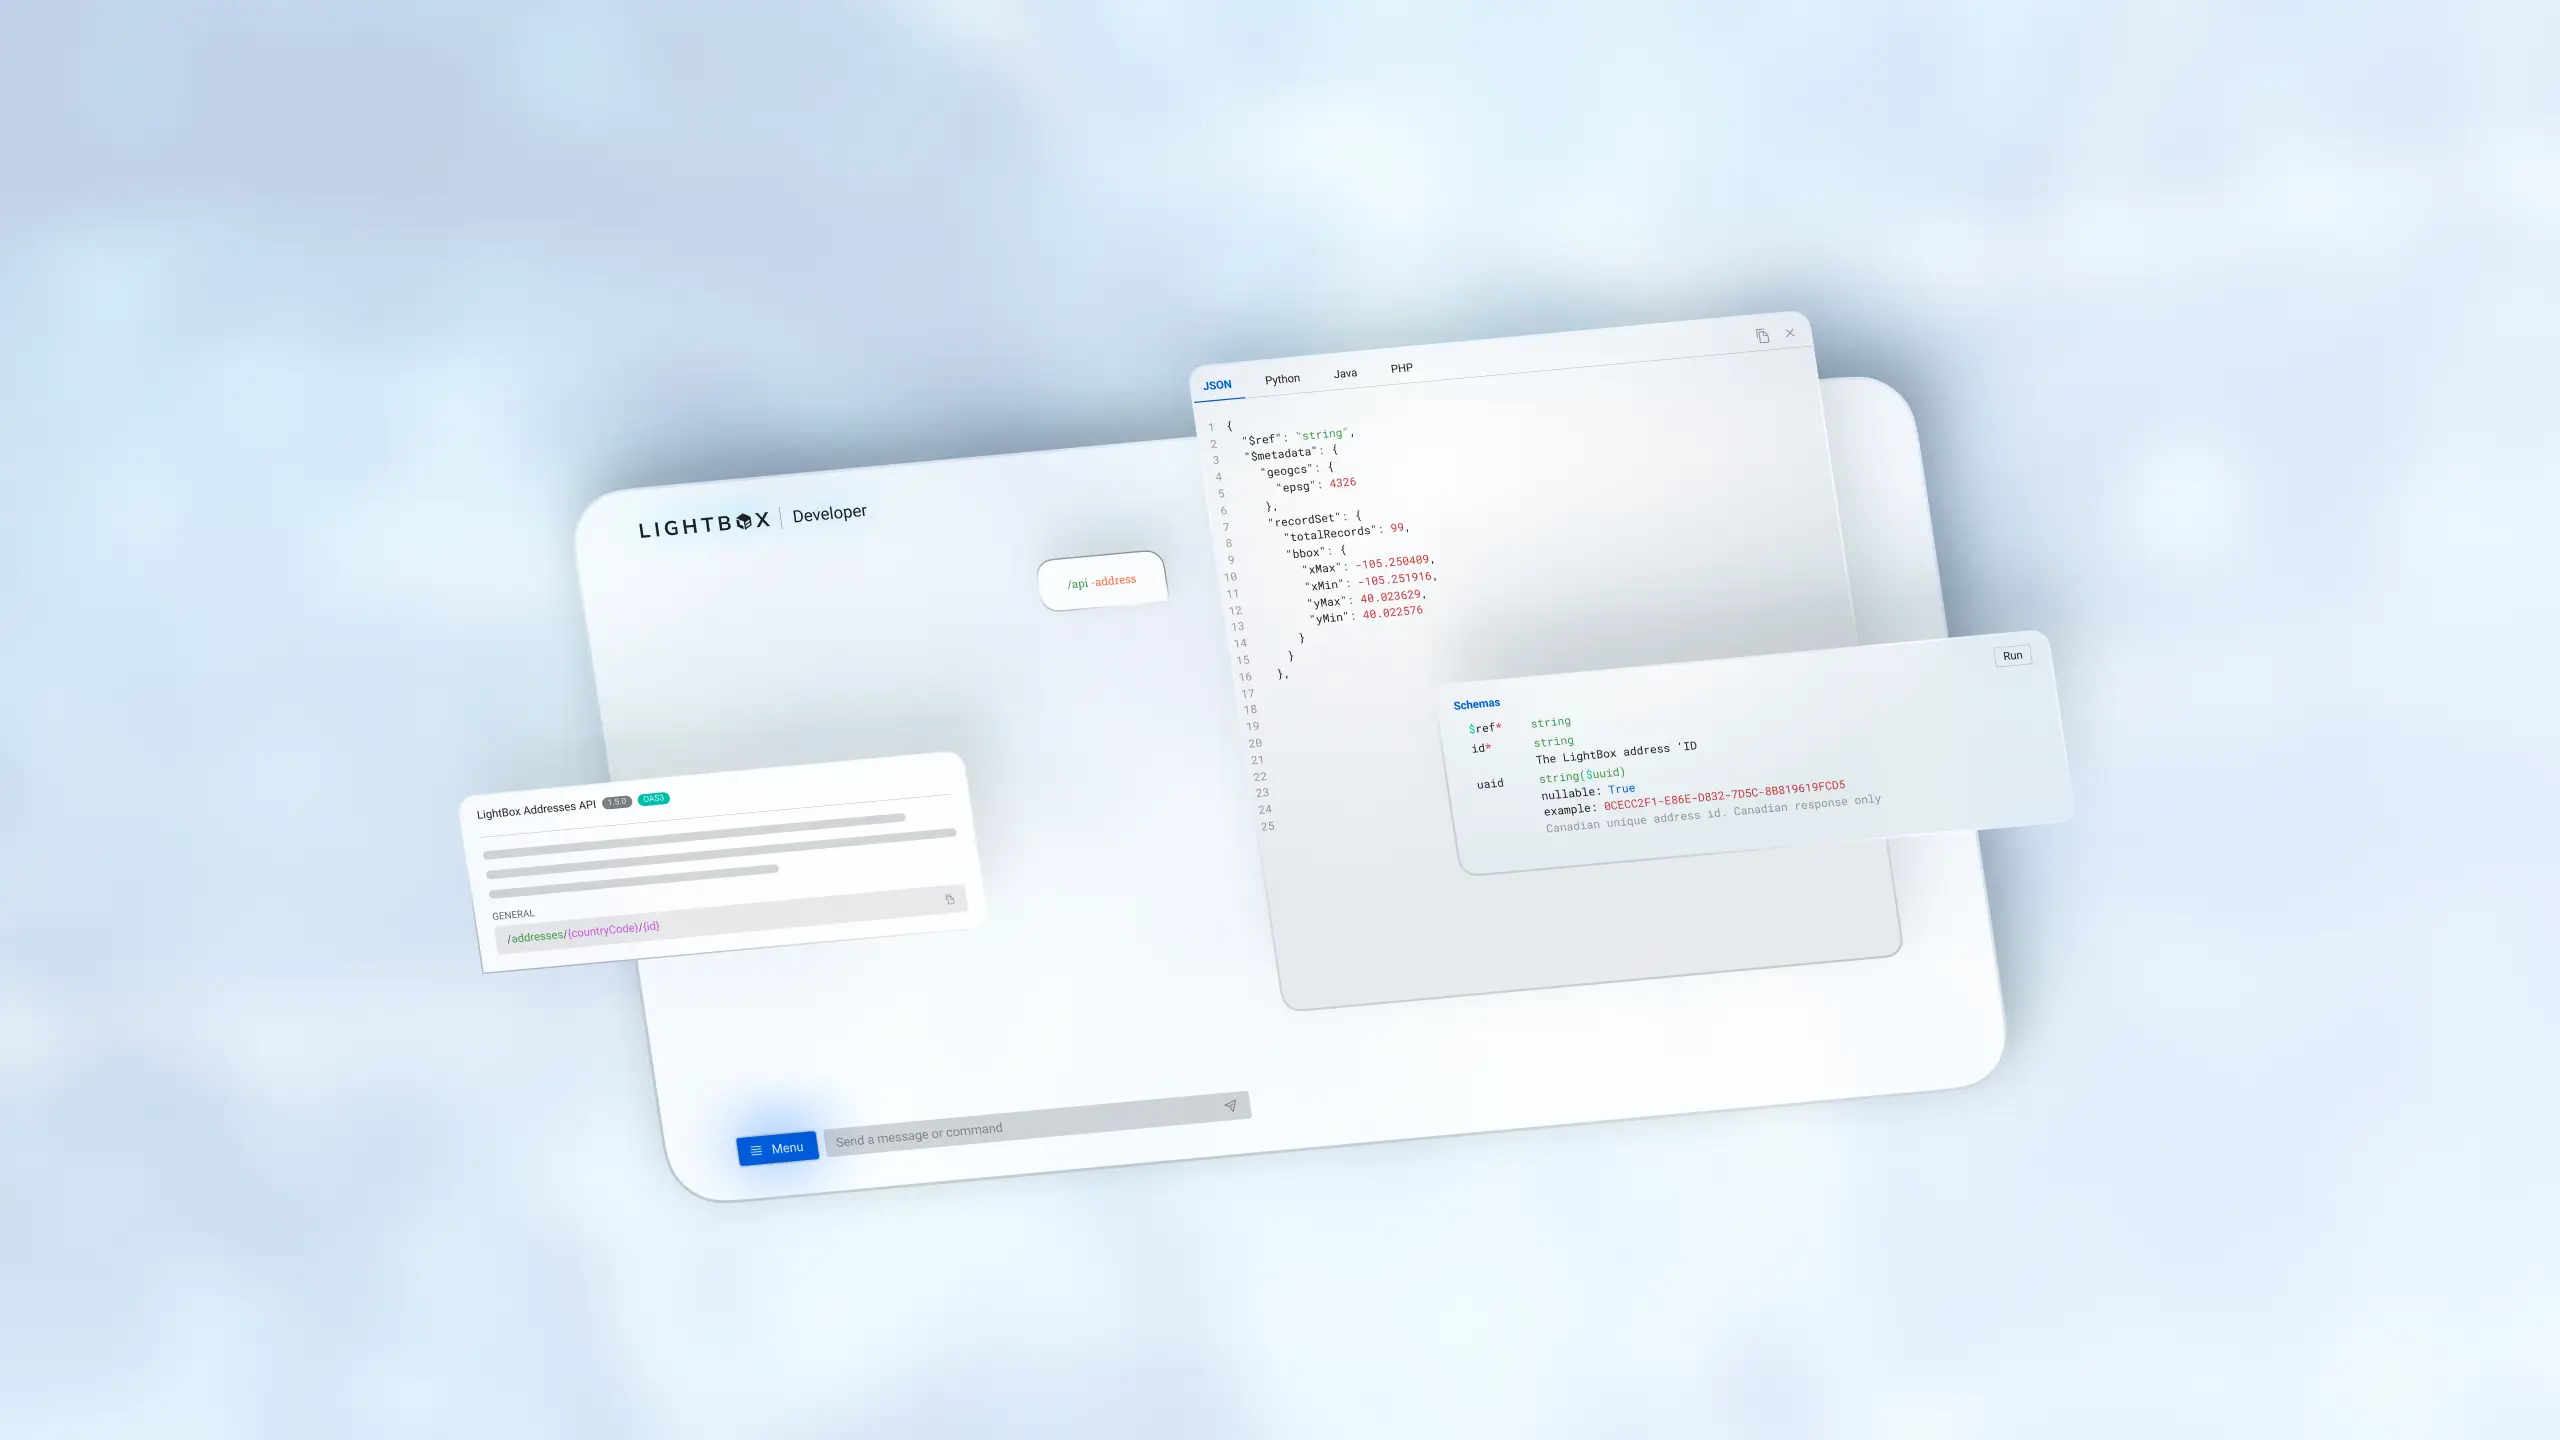 LIGHTBOX | Developer
/api -address
LightBox Addresses API 1.5.0 OAS3
GENERAL
/addresses/{countryCode}/{id}
Menu
Send a message or command
JSON Python Java PHP
1 {
2 "$ref": "string",
3 "$metadata": {
4 "geogcs": {
5 "epsg": 4326
6 },
7 "recordSet": {
8 "totalRecords": 99,
9 "bbox": {
10 "xMax": -105.250409,
11 "xMin": -105.251916,
12 "yMax": 40.023629,
13 "yMin": 40.022576
14 }
15 }
16 },
17
18
19
20
21
22
23
24
25
Run
Schemas
$ref* string
id* string
The LightBox address 'ID
uaid string($uuid)
nullable: True
example: 0CECC2F1-E86E-D832-7D5C-8B819619FCD5
Canadian unique address id. Canadian response only